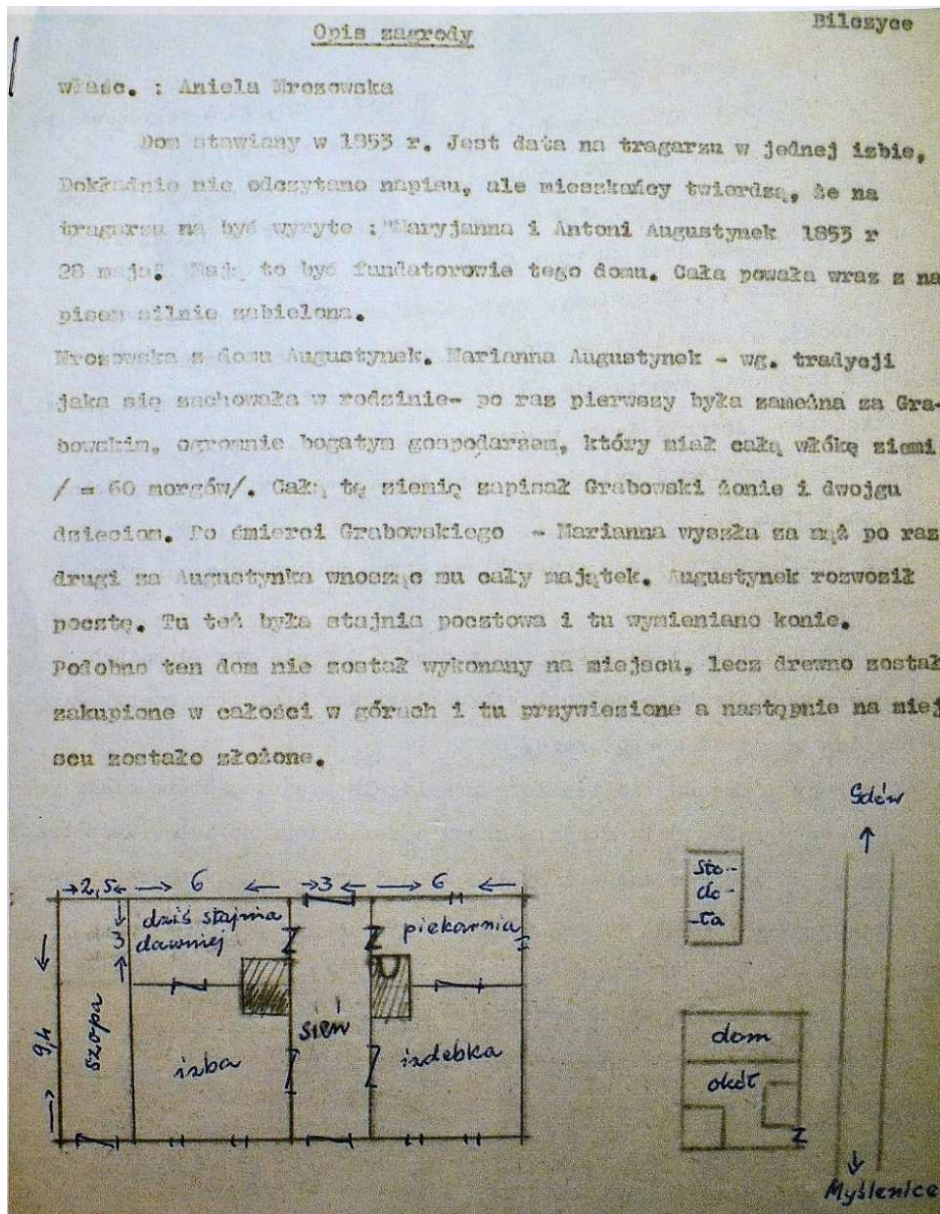 Bilczyce
Opis zagrody
właśc. : Aniela Mrozowska
Dom stawiany w 1853 r. Jest data na tragarzu w jednej izbie,
Dokładnie nie odczytano napisu, ale mieszkańcy twierdzą, że na
tragarzu na być wyryte : "Maryjanna i Antoni Augustynek 1853 r
28 maja". Mają to być fundatorowie tego domu. Cała powała wraz z na
pisem silnie zabielona.
Mrozowska z domu Augustynek. Marianna Augustynek - wg. tradycji
jaka się zachowała w rodzinie- po raz pierwszy była zamężna za Gra-
bowskim, ogromnie bogatym gospodarzem, który miał całą włókę ziemi
/ = 60 morgów/. Całą tę ziemię zapisał Grabowski żonie i dwojgu
dzieciom. Po śmierci Grabowskiego - Marianna wyszła za mąż po raz
drugi za Augustynka wnosząc mu cały majątek. Augustynek rozwoził
pocztę. Tu też była stajnia pocztowa i tu wymieniano konie.
Podobno ten dom nie został wykonany na miejscu, lecz drewno został
zakupione w całości w górach i tu przywiezione a następnie na miej
scu zostało złożone.
Gdów
2,5 6 3 6
sto-
do-
-ła
dziś stajnia
dawniej
piekarnia
3
9,4
szopa
sień
izba
izdebka
dom
okół
Myślenice